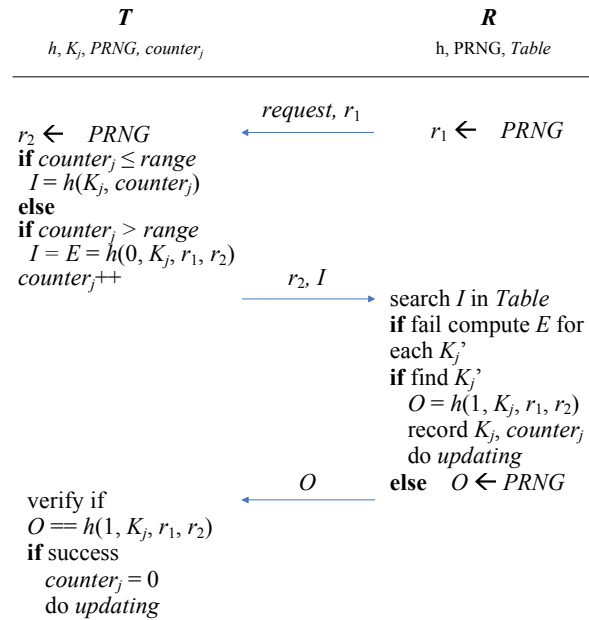 T R
h, Kj, PRNG, counterj h, PRNG, Table
request, r1
r2 ← PRNG r1 ← PRNG
if counterj ≤ range
I = h(Kj, counterj)
else
if counterj > range
I = E = h(0, Kj, r1, r2)
counterj++
r2, I
search I in Table
if fail compute E for
each Kj’
if find Kj’
O = h(1, Kj, r1, r2)
record Kj, counterj
do updating
else O ← PRNG
O
verify if
O == h(1, Kj, r1, r2)
if success
counterj = 0
do updating